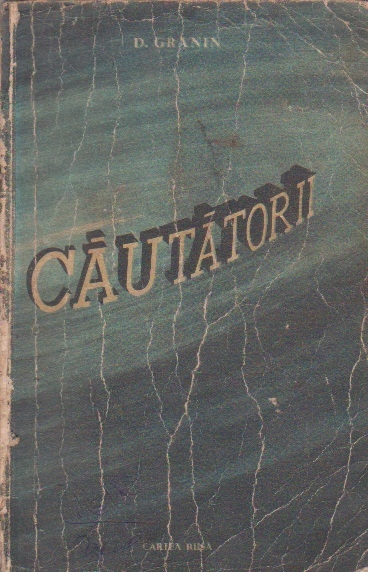 D. GRANIN
CĂUTĂTORII
CARTEA RUSĂ